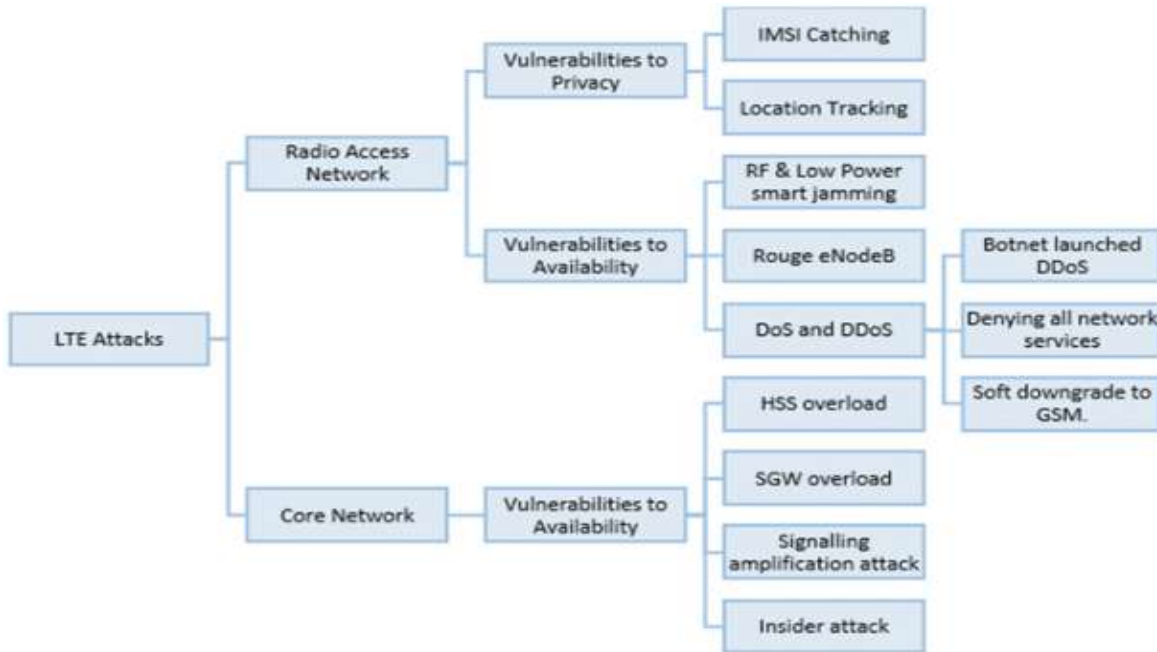 IMSI Catching
Vulnerabilities to
Privacy
Location Tracking
Radio Access
Network
RF & Low Power
smart jamming
Vulnerabilities to
Availability
Rouge eNodeB
Botnet launched
DDoS
LTE Attacks
DoS and DDoS
Denying all network
services
HSS overload
Soft downgrade to
GSM.
SGW overload
Core Network
Vulnerabilities to
Availability
Signalling
amplification attack
Insider attack